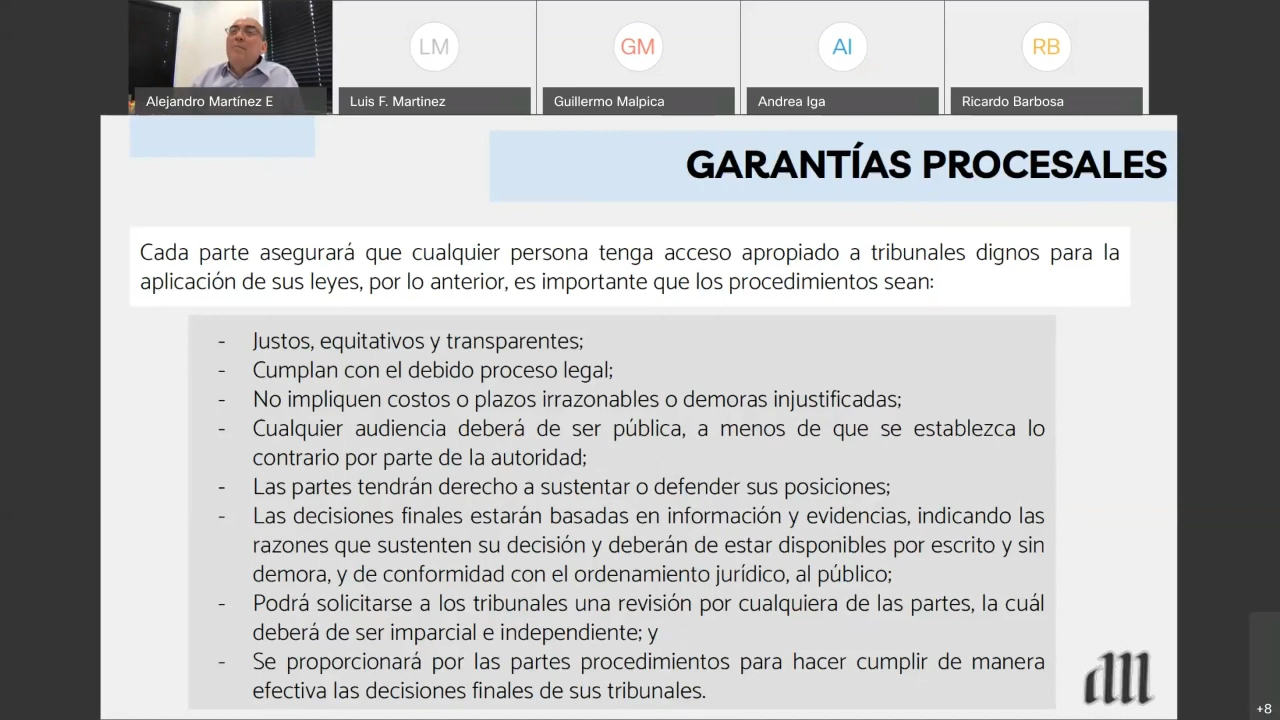 LM
GM
AI
RB
Alejandro Martínez E
Luis F. Martinez
Guillermo Malpica
Andrea Iga
Ricardo Barbosa
GARANTÍAS PROCESALES
Cada parte asegurará que cualquier persona tenga acceso apropiado a tribunales dignos para la
aplicación de sus leyes, por lo anterior, es importante que los procedimientos sean:
- Justos, equitativos y transparentes;
- Cumplan con el debido proceso legal;
- No impliquen costos o plazos irrazonables o demoras injustificadas;
- Cualquier audiencia deberá de ser pública, a menos de que se establezca lo
contrario por parte de la autoridad;
- Las partes tendrán derecho a sustentar o defender sus posiciones;
- Las decisiones finales estarán basadas en información y evidencias, indicando las
razones que sustenten su decisión y deberán de estar disponibles por escrito y sin
demora, y de conformidad con el ordenamiento jurídico, al público;
- Podrá solicitarse a los tribunales una revisión por cualquiera de las partes, la cuál
deberá de ser imparcial e independiente; y
- Se proporcionará por las partes procedimientos para hacer cumplir de manera
efectiva las decisiones finales de sus tribunales.
+8